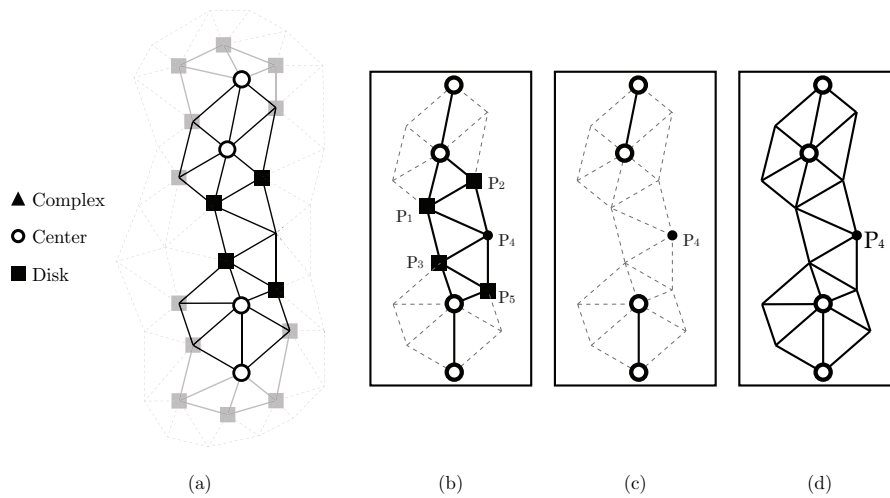 Complex
Center
Disk
P₂
P₁
P₄
P₃
P₅
P₄
P₄
(a)
(b)
(c)
(d)